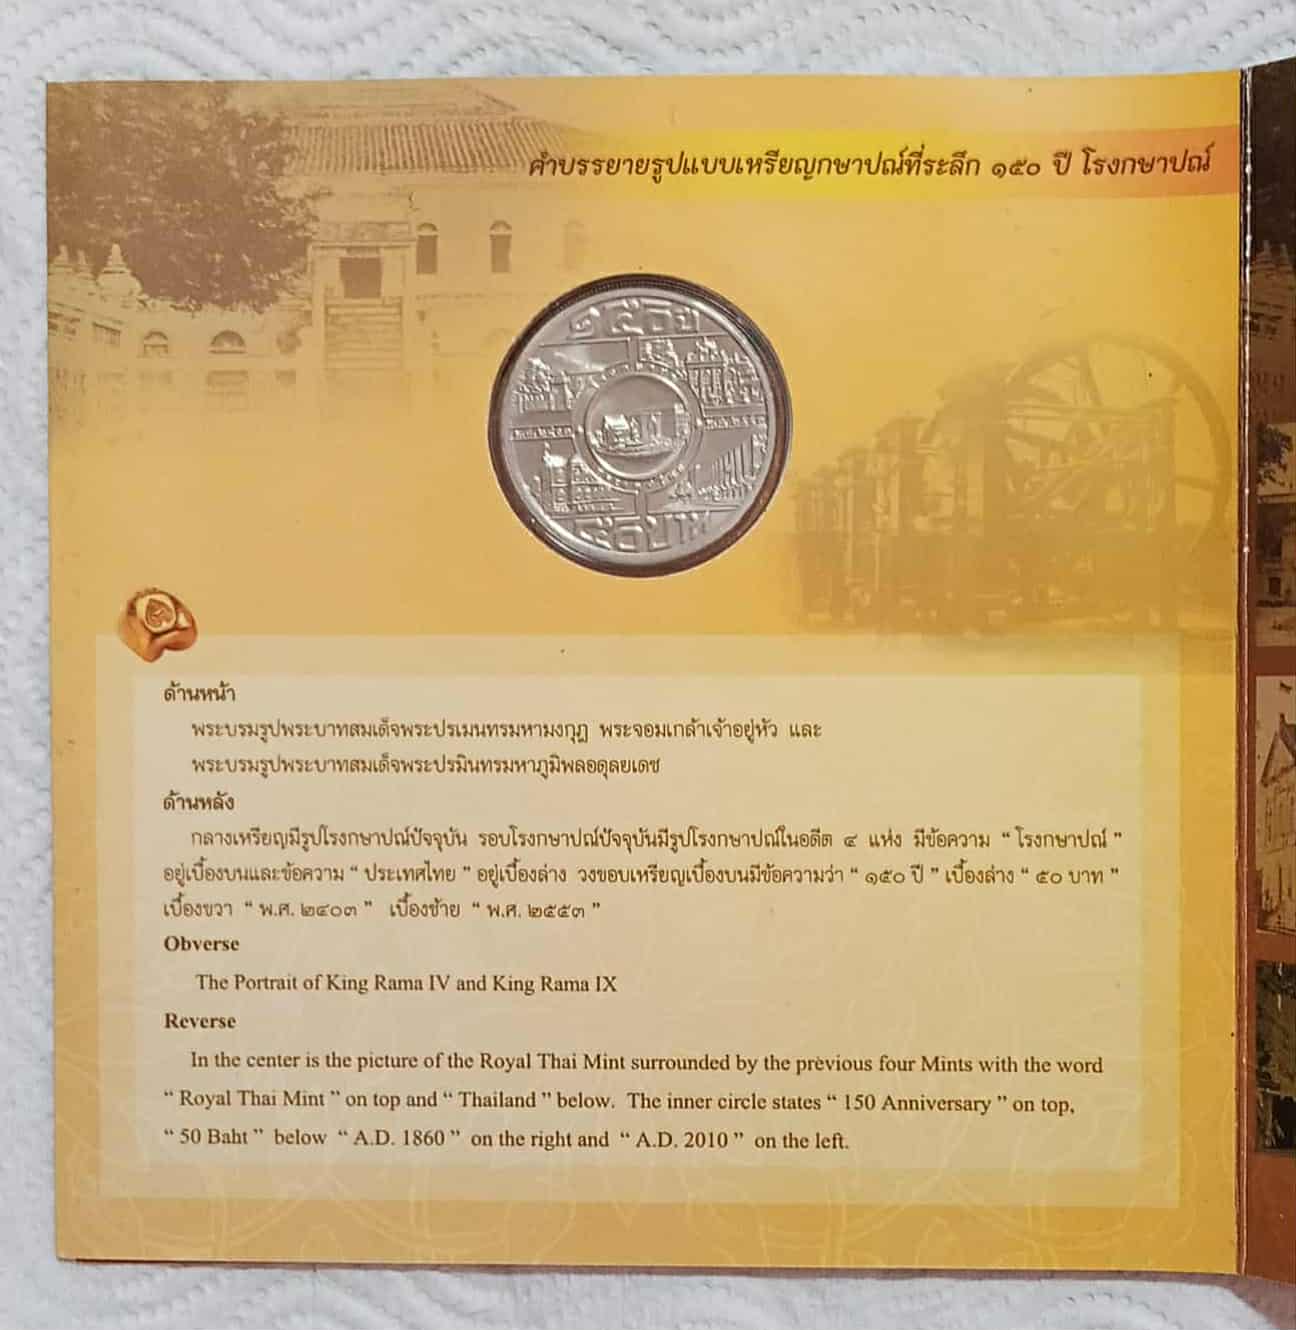 คำบรรยายรูปแบบเหรียญกษาปณ์ที่ระลึก ๑๕๐ ปี โรงกษาปณ์
๑๕๐ ปี
๕๐ บาท
ด้านหน้า
พระบรมรูปพระบาทสมเด็จพระปรเมนทรมหามงกุฎ พระจอมเกล้าเจ้าอยู่หัว และ
พระบรมรูปพระบาทสมเด็จพระปรมินทรมหาภูมิพลอดุลยเดช
ด้านหลัง
กลางเหรียญมีรูปโรงกษาปณ์ปัจจุบัน รอบโรงกษาปณ์ปัจจุบันมีรูปโรงกษาปณ์ในอดีต ๔ แห่ง มีข้อความ “ โรงกษาปณ์ ”
อยู่เบื้องบนและข้อความ “ ประเทศไทย ” อยู่เบื้องล่าง วงขอบเหรียญเบื้องบนมีข้อความว่า “ ๑๕๐ ปี ” เบื้องล่าง “ ๕๐ บาท ”
เบื้องขวา “ พ.ศ. ๒๔๐๓ ” เบื้องซ้าย “ พ.ศ. ๒๕๕๓ ”
Obverse
The Portrait of King Rama IV and King Rama IX
Reverse
In the center is the picture of the Royal Thai Mint surrounded by the previous four Mints with the word
“ Royal Thai Mint ” on top and “ Thailand ” below. The inner circle states “ 150 Anniversary ” on top,
“ 50 Baht ” below “ A.D. 1860 ” on the right and “ A.D. 2010 ” on the left.